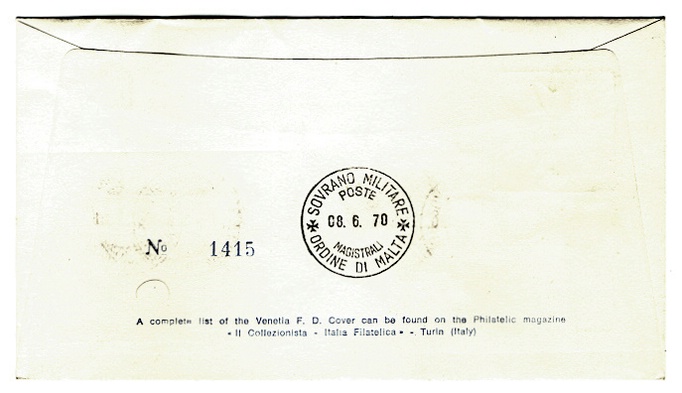 SOVRANO MILITARE
POSTE
08. 6. 70
MAGISTRALI
ORDINE DI MALTA
No 1415
A complete list of the Venetia F. D. Cover can be found on the Philatelic magazine
« Il Collezionista - Italia Filatelica » -. Turin (Italy)